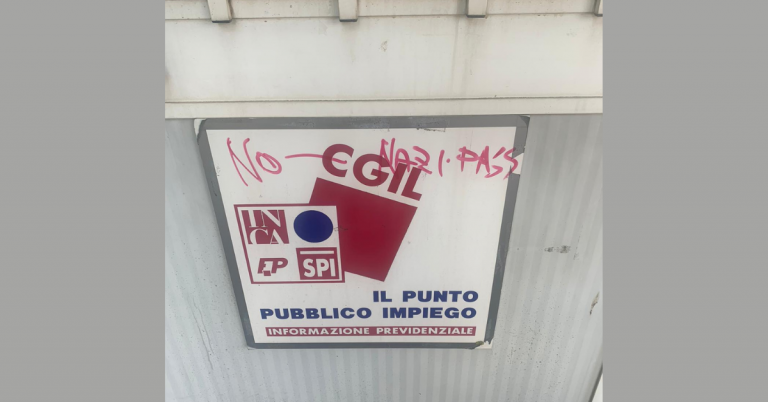 NO — NAZI. PASS
CGIL
INCA
FP
SPI
IL PUNTO
PUBBLICO IMPIEGO
INFORMAZIONE PREVIDENZIALE